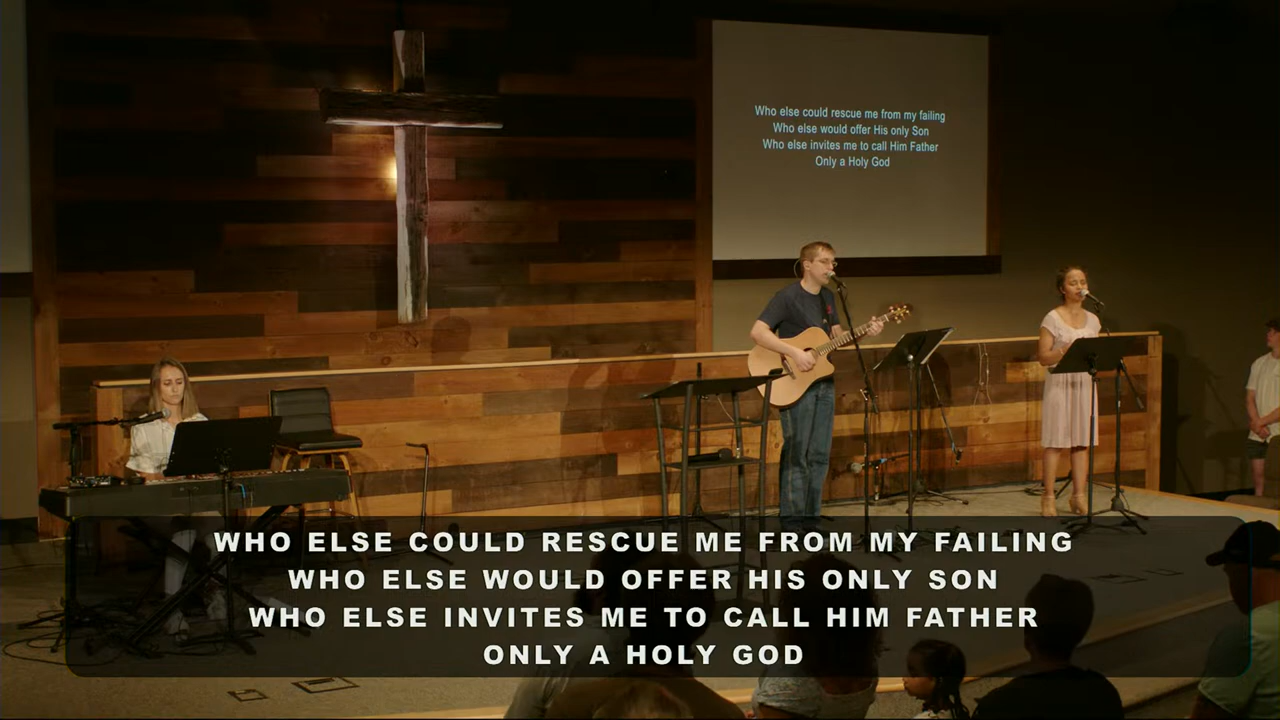 Who else could rescue me from my failing
Who else would offer His only Son
Who else invites me to call Him Father
Only a Holy God
WHO ELSE COULD RESCUE ME FROM MY FAILING
WHO ELSE WOULD OFFER HIS ONLY SON
WHO ELSE INVITES ME TO CALL HIM FATHER
ONLY A HOLY GOD